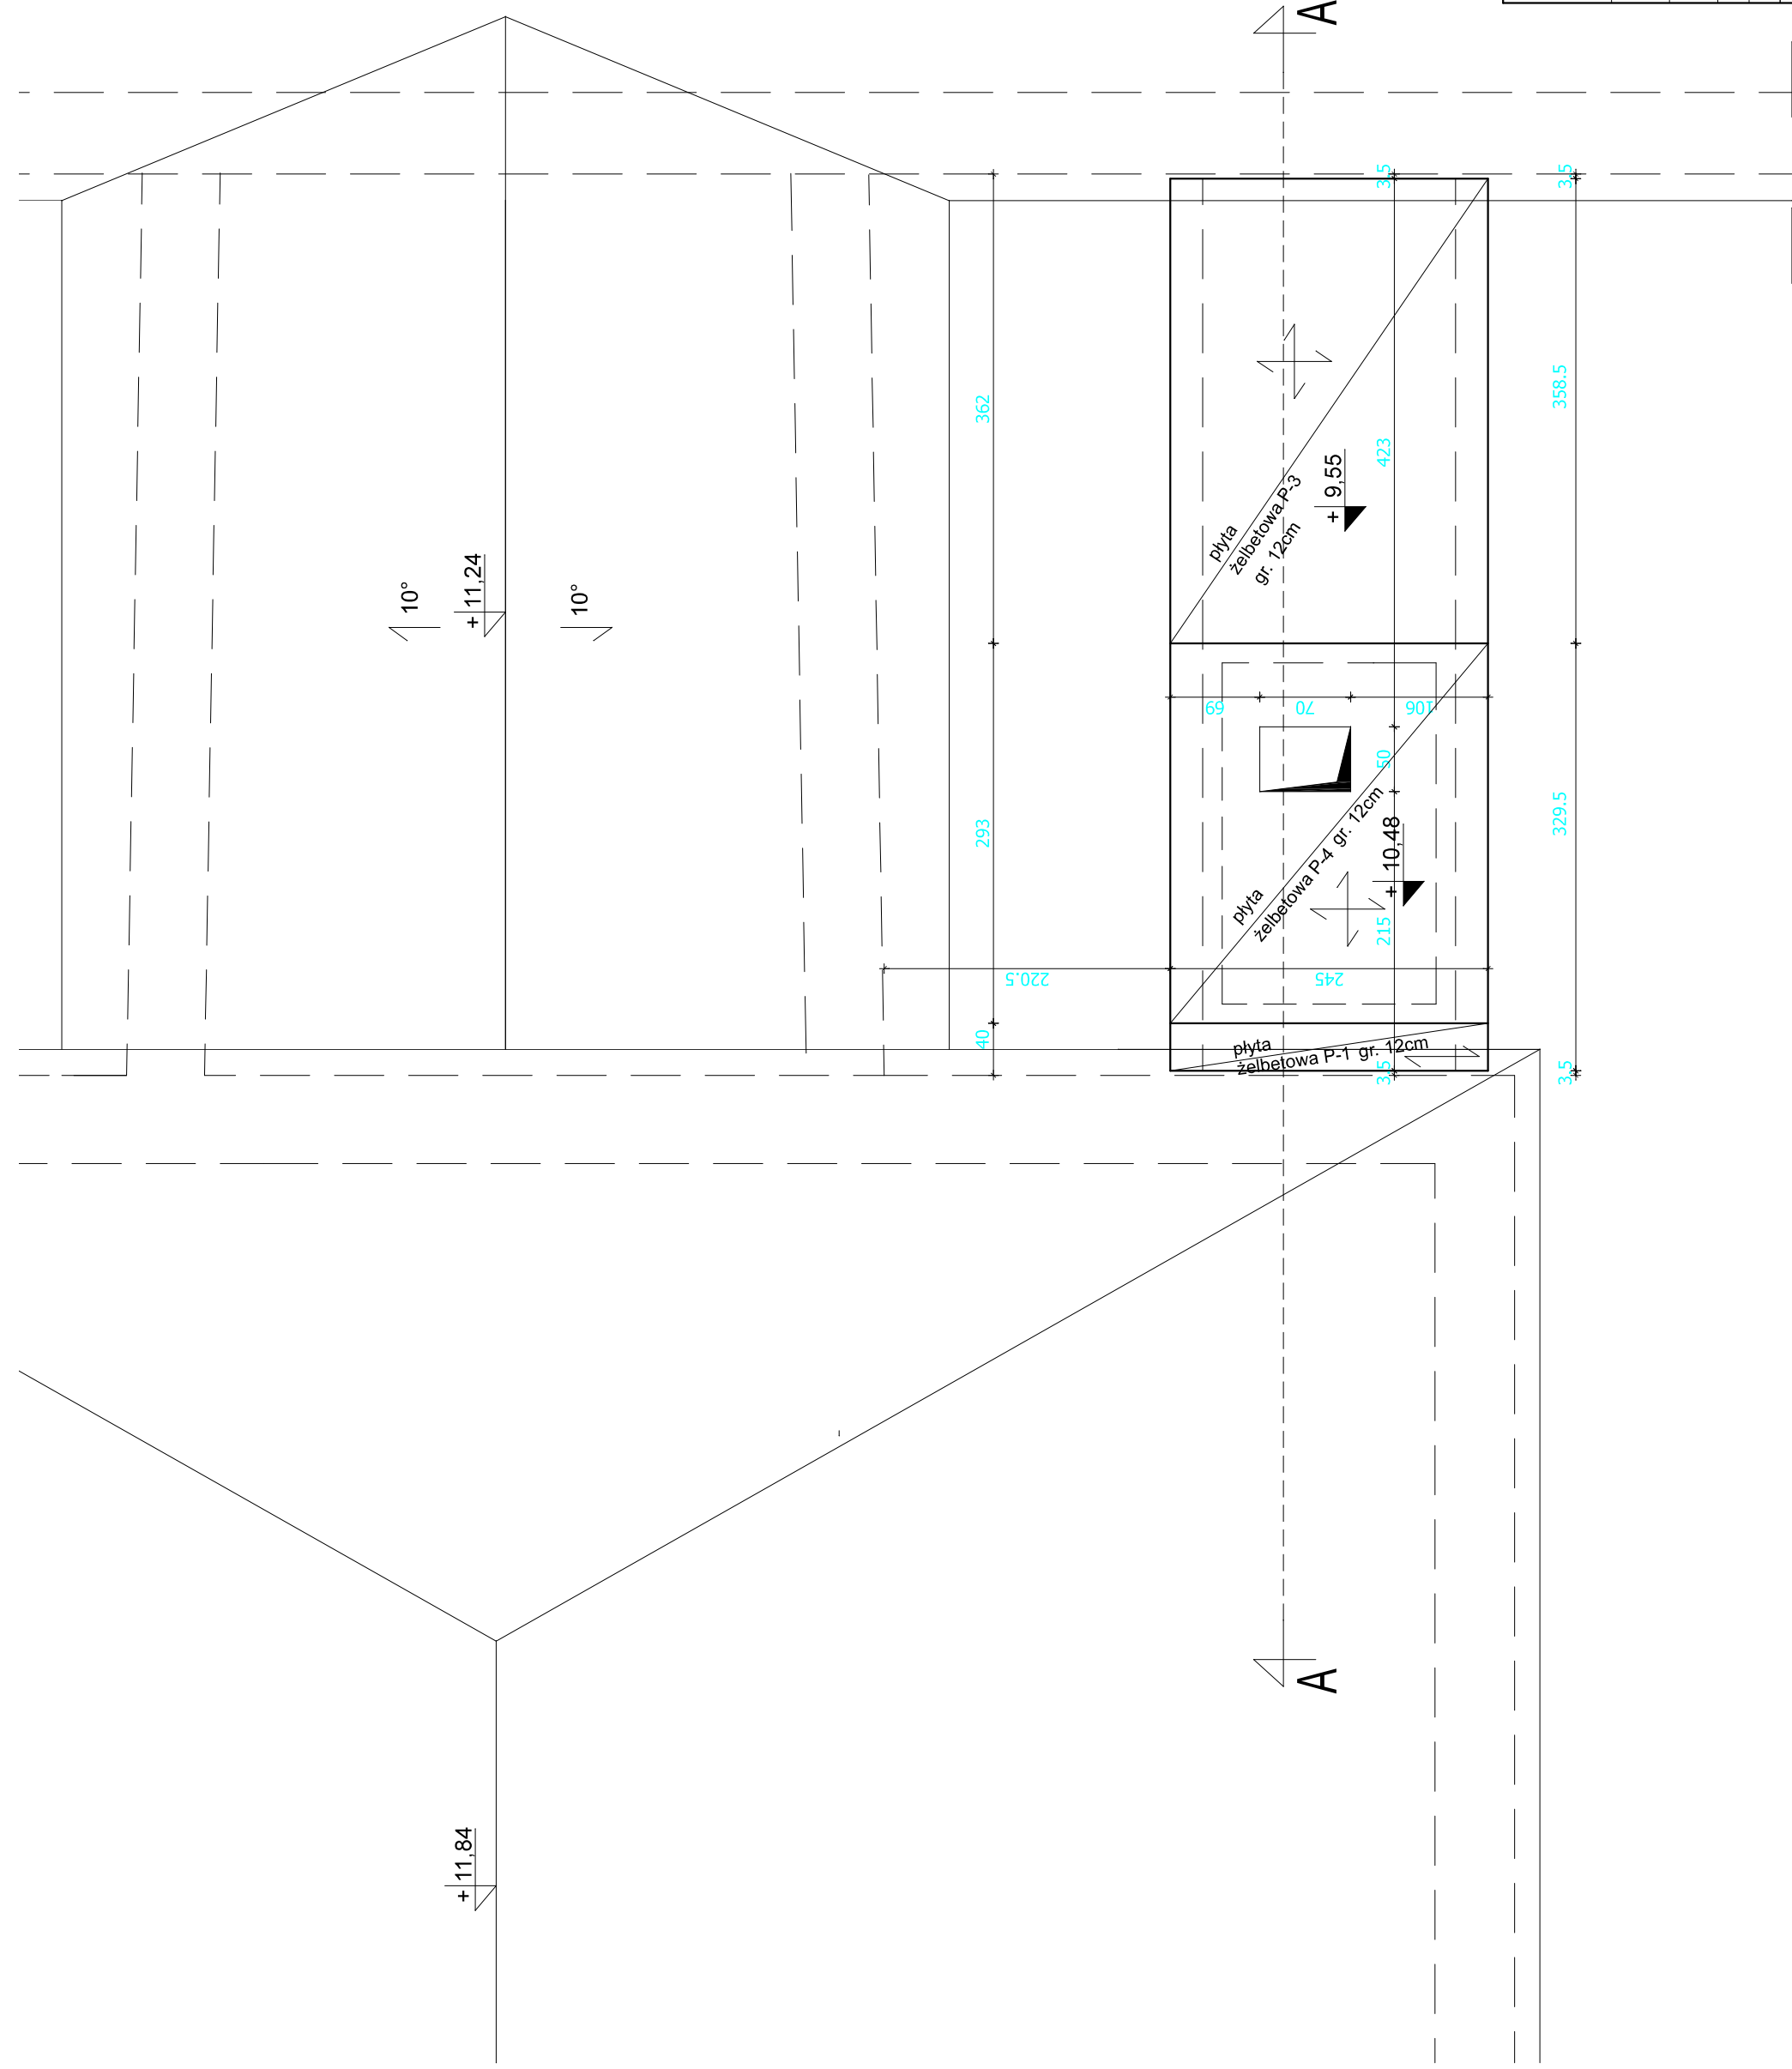 A
3.5
3.5
362
358.5
423
+ 9,55
płyta
żelbetowa P-3
gr. 12cm
10°
+ 11,24
10°
69
70
106
50
293
329.5
płyta
żelbetowa P-4 gr. 12cm
+ 10,48
215
220.5
245
40
płyta
żelbetowa P-1 gr. 12cm
3.5
3.5
A
+ 11,84